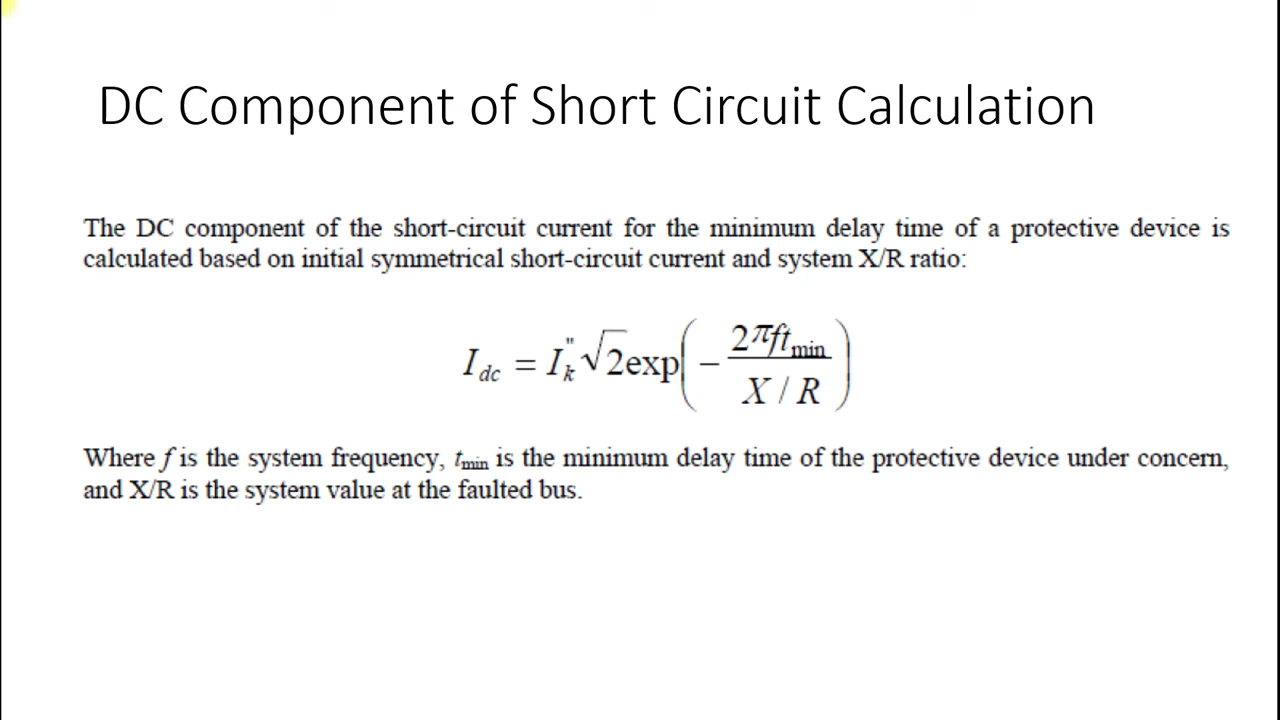 DC Component of Short Circuit Calculation
The DC component of the short-circuit current for the minimum delay time of a protective device is
calculated based on initial symmetrical short-circuit current and system X/R ratio:
I_dc = I"_k √2 exp( − 2πft_min / (X / R) )
Where f is the system frequency, t_min is the minimum delay time of the protective device under concern,
and X/R is the system value at the faulted bus.